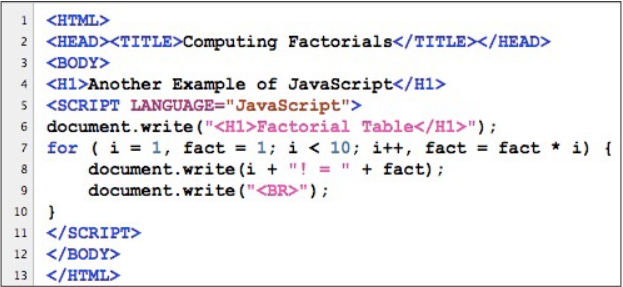 1 <HTML>
2 <HEAD><TITLE>Computing Factorials</TITLE></HEAD>
3 <BODY>
4 <H1>Another Example of JavaScript</H1>
5 <SCRIPT LANGUAGE="JavaScript">
6 document.write("<H1>Factorial Table</H1>");
7 for ( i = 1, fact = 1; i < 10; i++, fact = fact * i) {
8     document.write(i + "! = " + fact);
9     document.write("<BR>");
10 }
11 </SCRIPT>
12 </BODY>
13 </HTML>